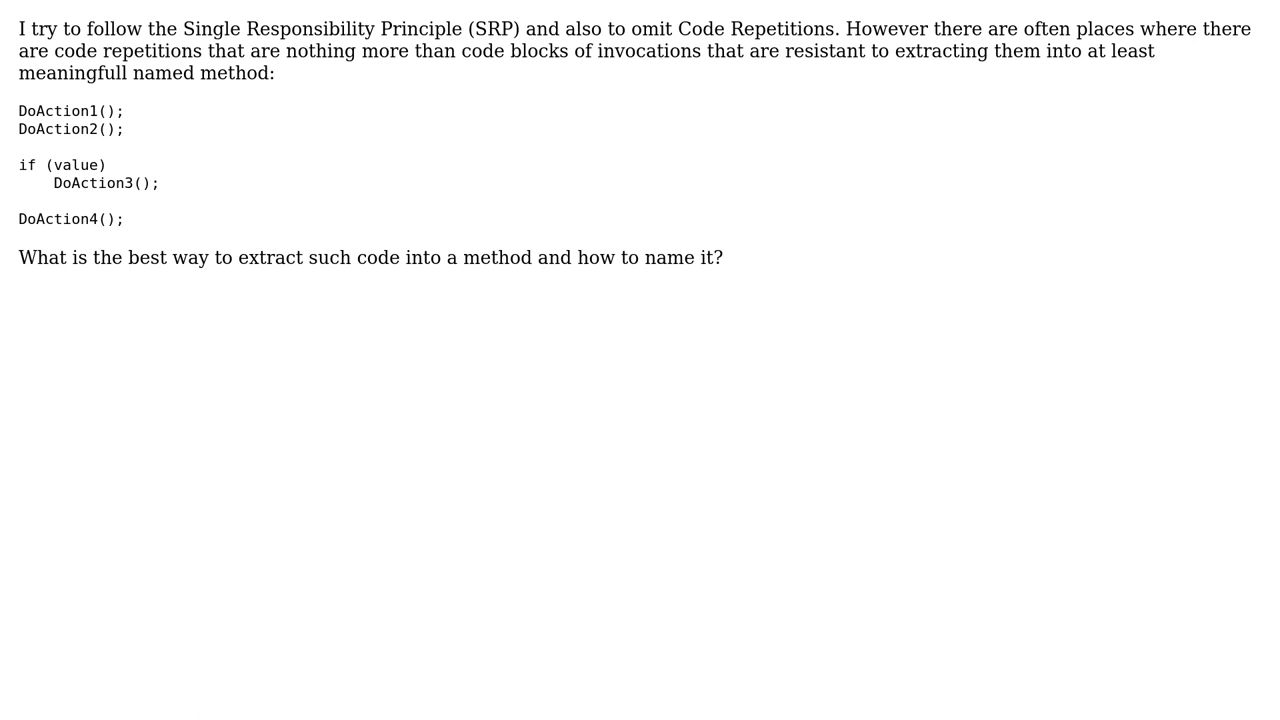 I try to follow the Single Responsibility Principle (SRP) and also to omit Code Repetitions. However there are often places where there
are code repetitions that are nothing more than code blocks of invocations that are resistant to extracting them into at least
meaningfull named method:
DoAction1();
DoAction2();
if (value)
    DoAction3();
DoAction4();
What is the best way to extract such code into a method and how to name it?